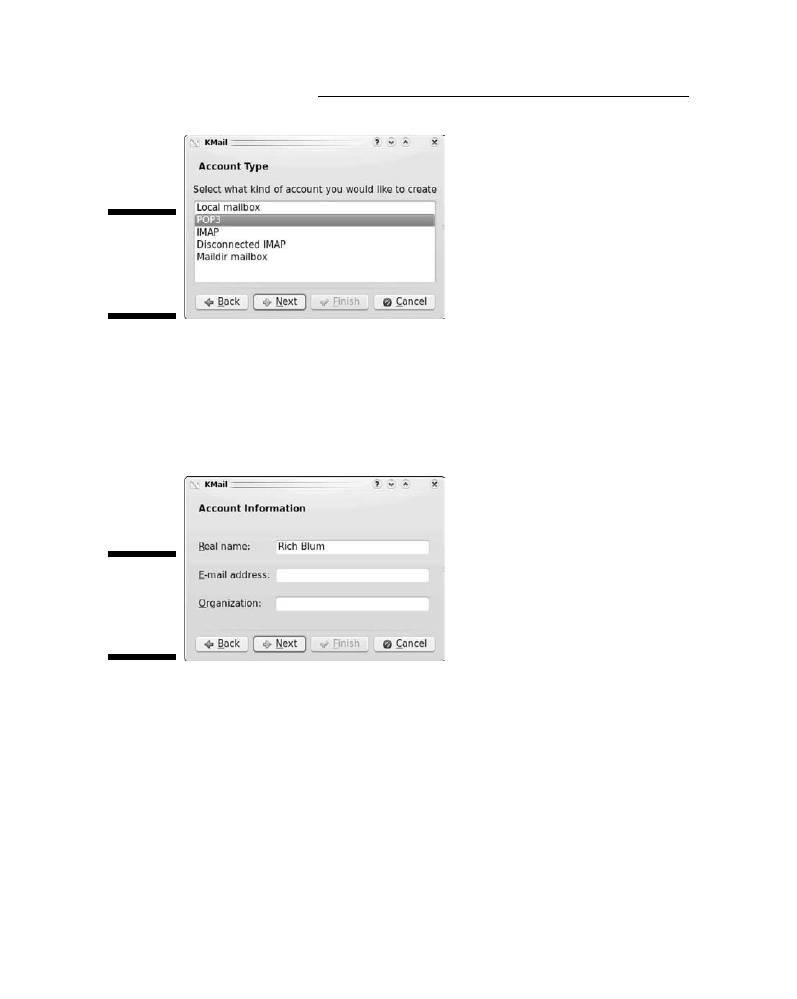 KMail
Account Type
Select what kind of account you would like to create
Local mailbox
POP3
IMAP
Disconnected IMAP
Maildir mailbox
Back Next Finish Cancel
KMail
Account Information
Real name: Rich Blum
E-mail address:
Organization:
Back Next Finish Cancel